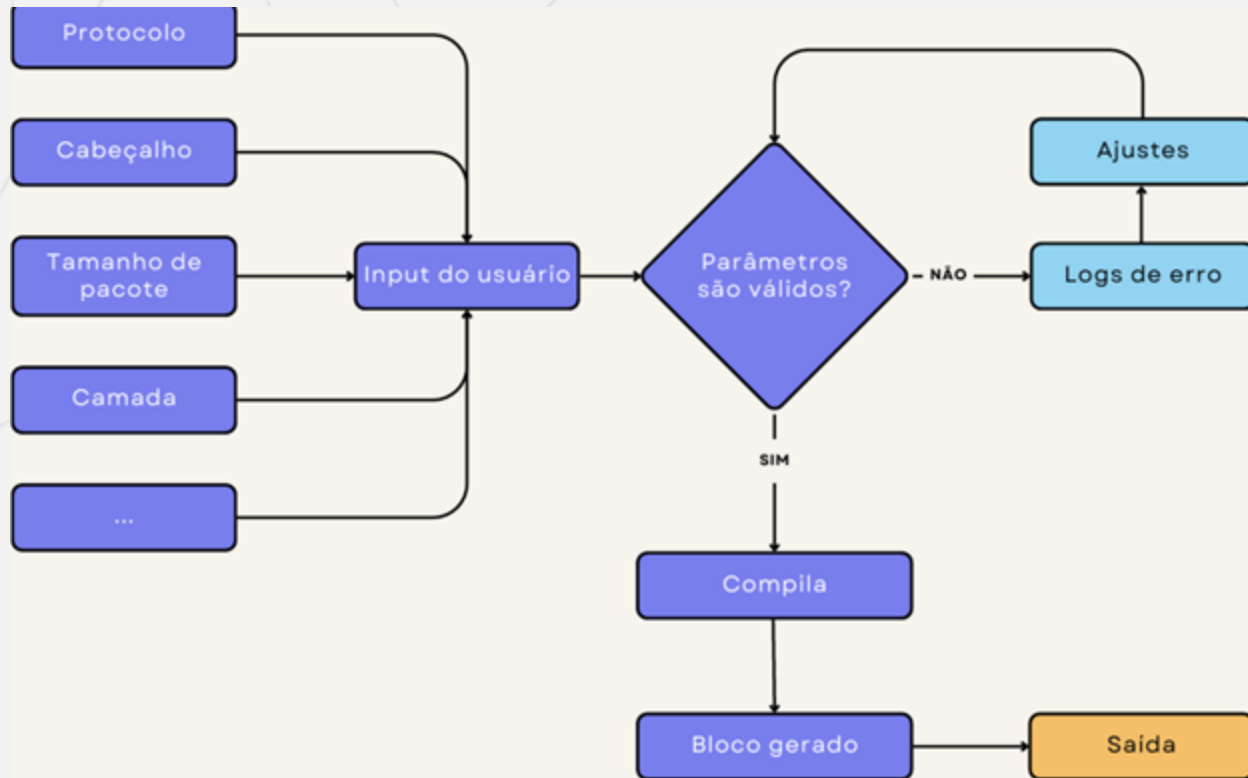 Protocolo
Cabeçalho
Tamanho de
pacote
Camada
...
Input do usuário
Parâmetros
são válidos?
NÃO
Ajustes
Logs de erro
SIM
Compila
Bloco gerado
Saída